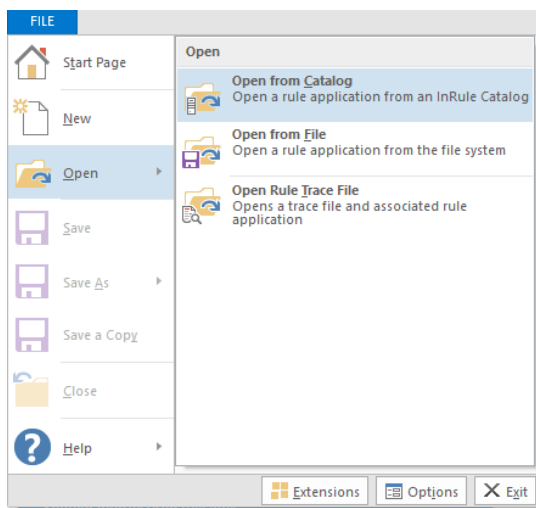 FILE
Start Page
New
Open
Save
Save As
Save a Copy
Close
Help
Open
Open from Catalog
Open a rule application from an InRule Catalog
Open from File
Open a rule application from the file system
Open Rule Trace File
Opens a trace file and associated rule
application
Extensions
Options
Exit